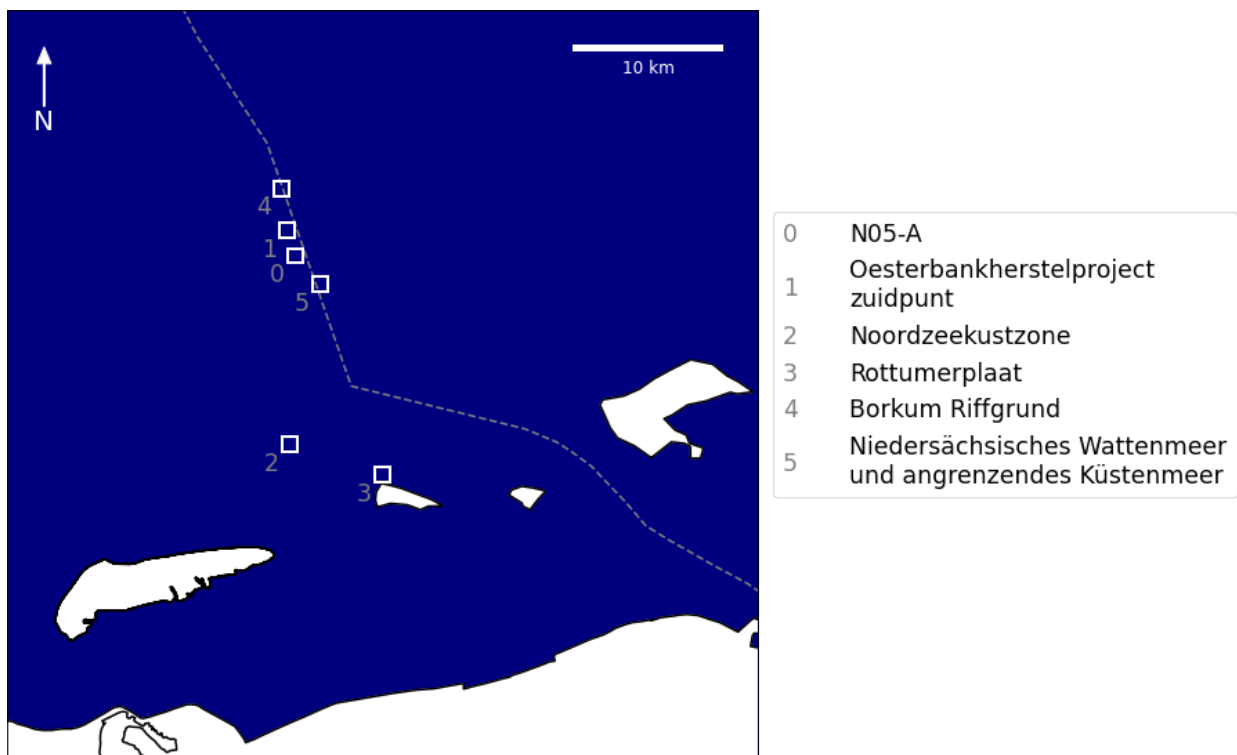 N
10 km
4
1
0
5
2
3
0 N05-A
1 Oesterbankherstelproject
zuidpunt
2 Noordzeekustzone
3 Rottumerplaat
4 Borkum Riffgrund
5 Niedersächsisches Wattenmeer
und angrenzendes Küstenmeer